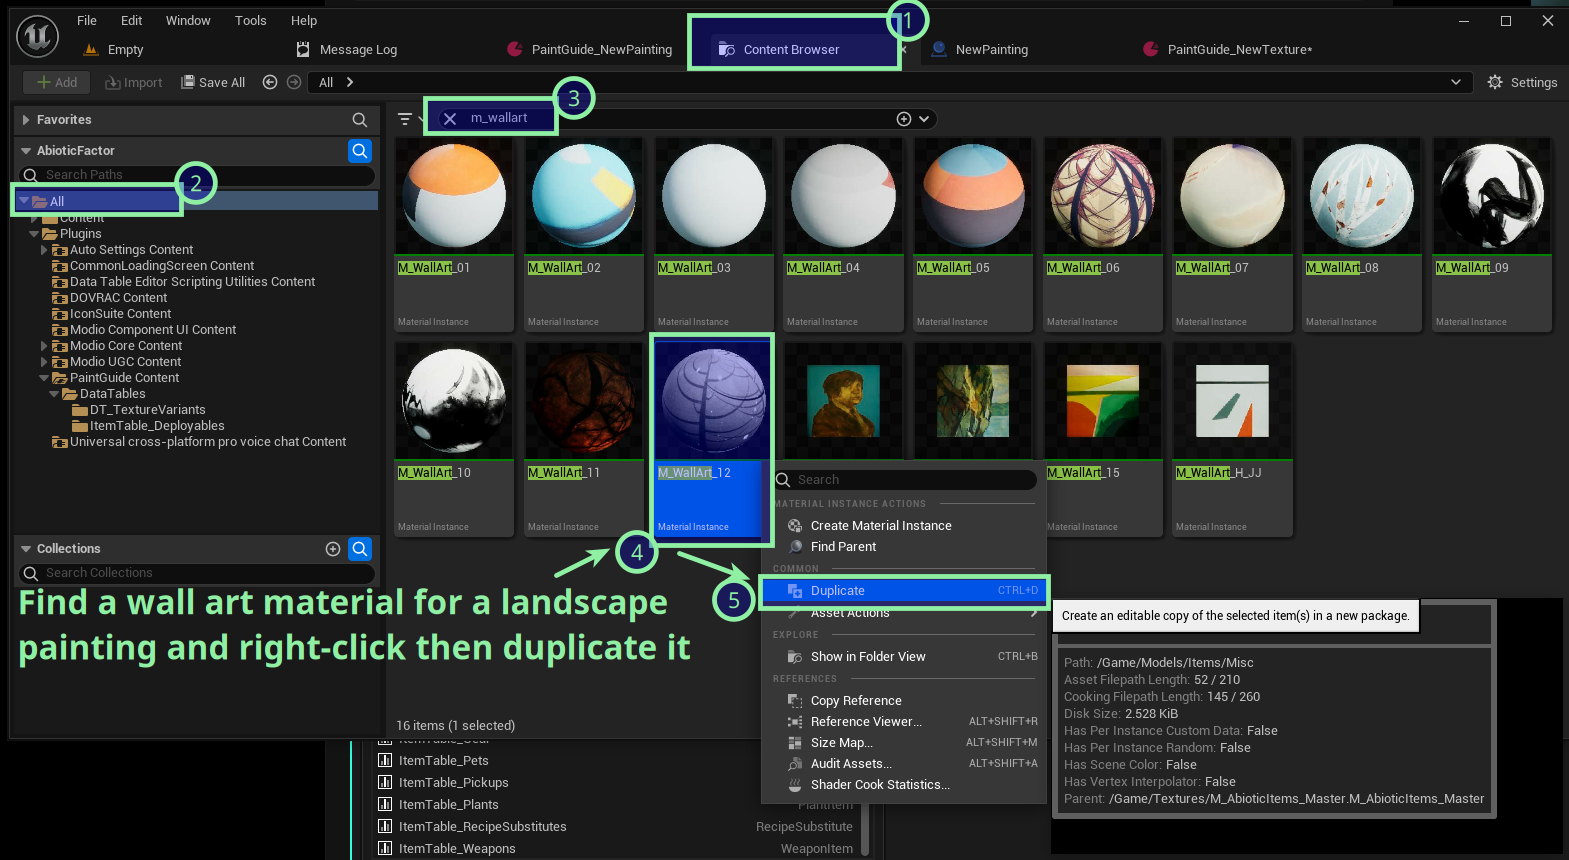 File Edit Window Tools Help
1
Empty Message Log PaintGuide_NewPainting Content Browser NewPainting PaintGuide_NewTexture*
Add Import Save All All Settings
3
Favorites m_wallart
AbioticFactor
Search Paths
2
All
Content
Plugins
Auto Settings Content
CommonLoadingScreen Content
Data Table Editor Scripting Utilities Content
DOVRAC Content
IconSuite Content
Modio Component UI Content
Modio Core Content
Modio UGC Content
PaintGuide Content
DataTables
DT_TextureVariants
ItemTable_Deployables
Universal cross-platform pro voice chat Content
M_WallArt_01 M_WallArt_02 M_WallArt_03 M_WallArt_04 M_WallArt_05 M_WallArt_06 M_WallArt_07 M_WallArt_08 M_WallArt_09
Material Instance Material Instance Material Instance Material Instance Material Instance Material Instance Material Instance Material Instance Material Instance
M_WallArt_10 M_WallArt_11 M_WallArt_12 M_WallArt_15 M_WallArt_H_JJ
Material Instance Material Instance Material Instance Material Instance Material Instance
Collections
Search Collections
4
5
Find a wall art material for a landscape
painting and right-click then duplicate it
16 items (1 selected)
Search
MATERIAL INSTANCE ACTIONS
Create Material Instance
Find Parent
COMMON
Duplicate CTRL+D
Asset Actions
EXPLORE
Show in Folder View CTRL+B
REFERENCES
Copy Reference
Reference Viewer... ALT+SHIFT+R
Size Map... ALT+SHIFT+M
Audit Assets... ALT+SHIFT+A
Shader Cook Statistics...
Create an editable copy of the selected item(s) in a new package.
Path: /Game/Models/Items/Misc
Asset Filepath Length: 52 / 210
Cooking Filepath Length: 145 / 260
Disk Size: 2.528 KiB
Has Per Instance Custom Data: False
Has Per Instance Random: False
Has Scene Color: False
Has Vertex Interpolator: False
Parent: /Game/Textures/M_AbioticItems_Master.M_AbioticItems_Master
ItemTable_Gear
ItemTable_Pets
ItemTable_Pickups
ItemTable_Plants PlantItem
ItemTable_RecipeSubstitutes RecipeSubstitute
ItemTable_Weapons WeaponItem